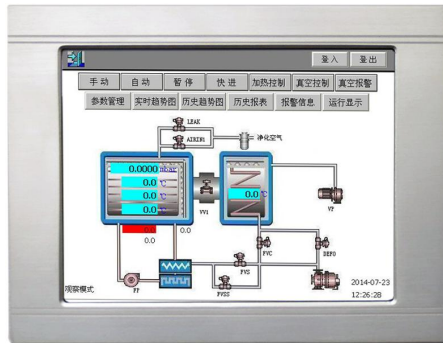 登入 登出
手动 自动 暂停 快进 加热控制 真空控制 真空报警
参数管理 实时趋势图 历史趋势图 历史报表 报警信息 运行显示
LEAK
AIRIN1 净化空气
0.0000 mbar
0.0 ℃
0.0 ℃ 0.0 ℃
0.0 ℃
VV1 VP
0.0 0.0
0.0
FVC DEPO
FVS
2014-07-23
观察模式 FP FVSS 12:26:28